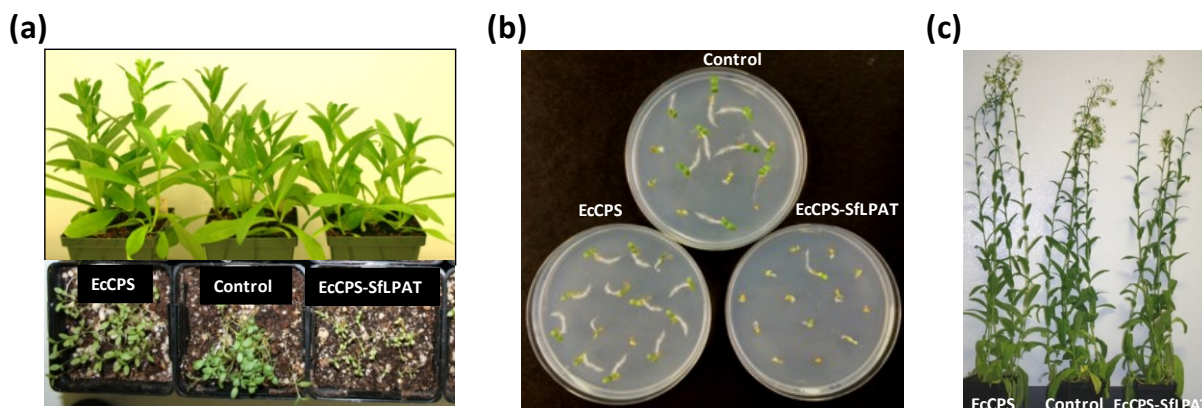 (a)
(b)
(c)
Control
EcCPS
EcCPS-SfLPAT
EcCPS
Control
EcCPS-SfLPAT
EcCPS
Control
EcCPS-SfLPAT